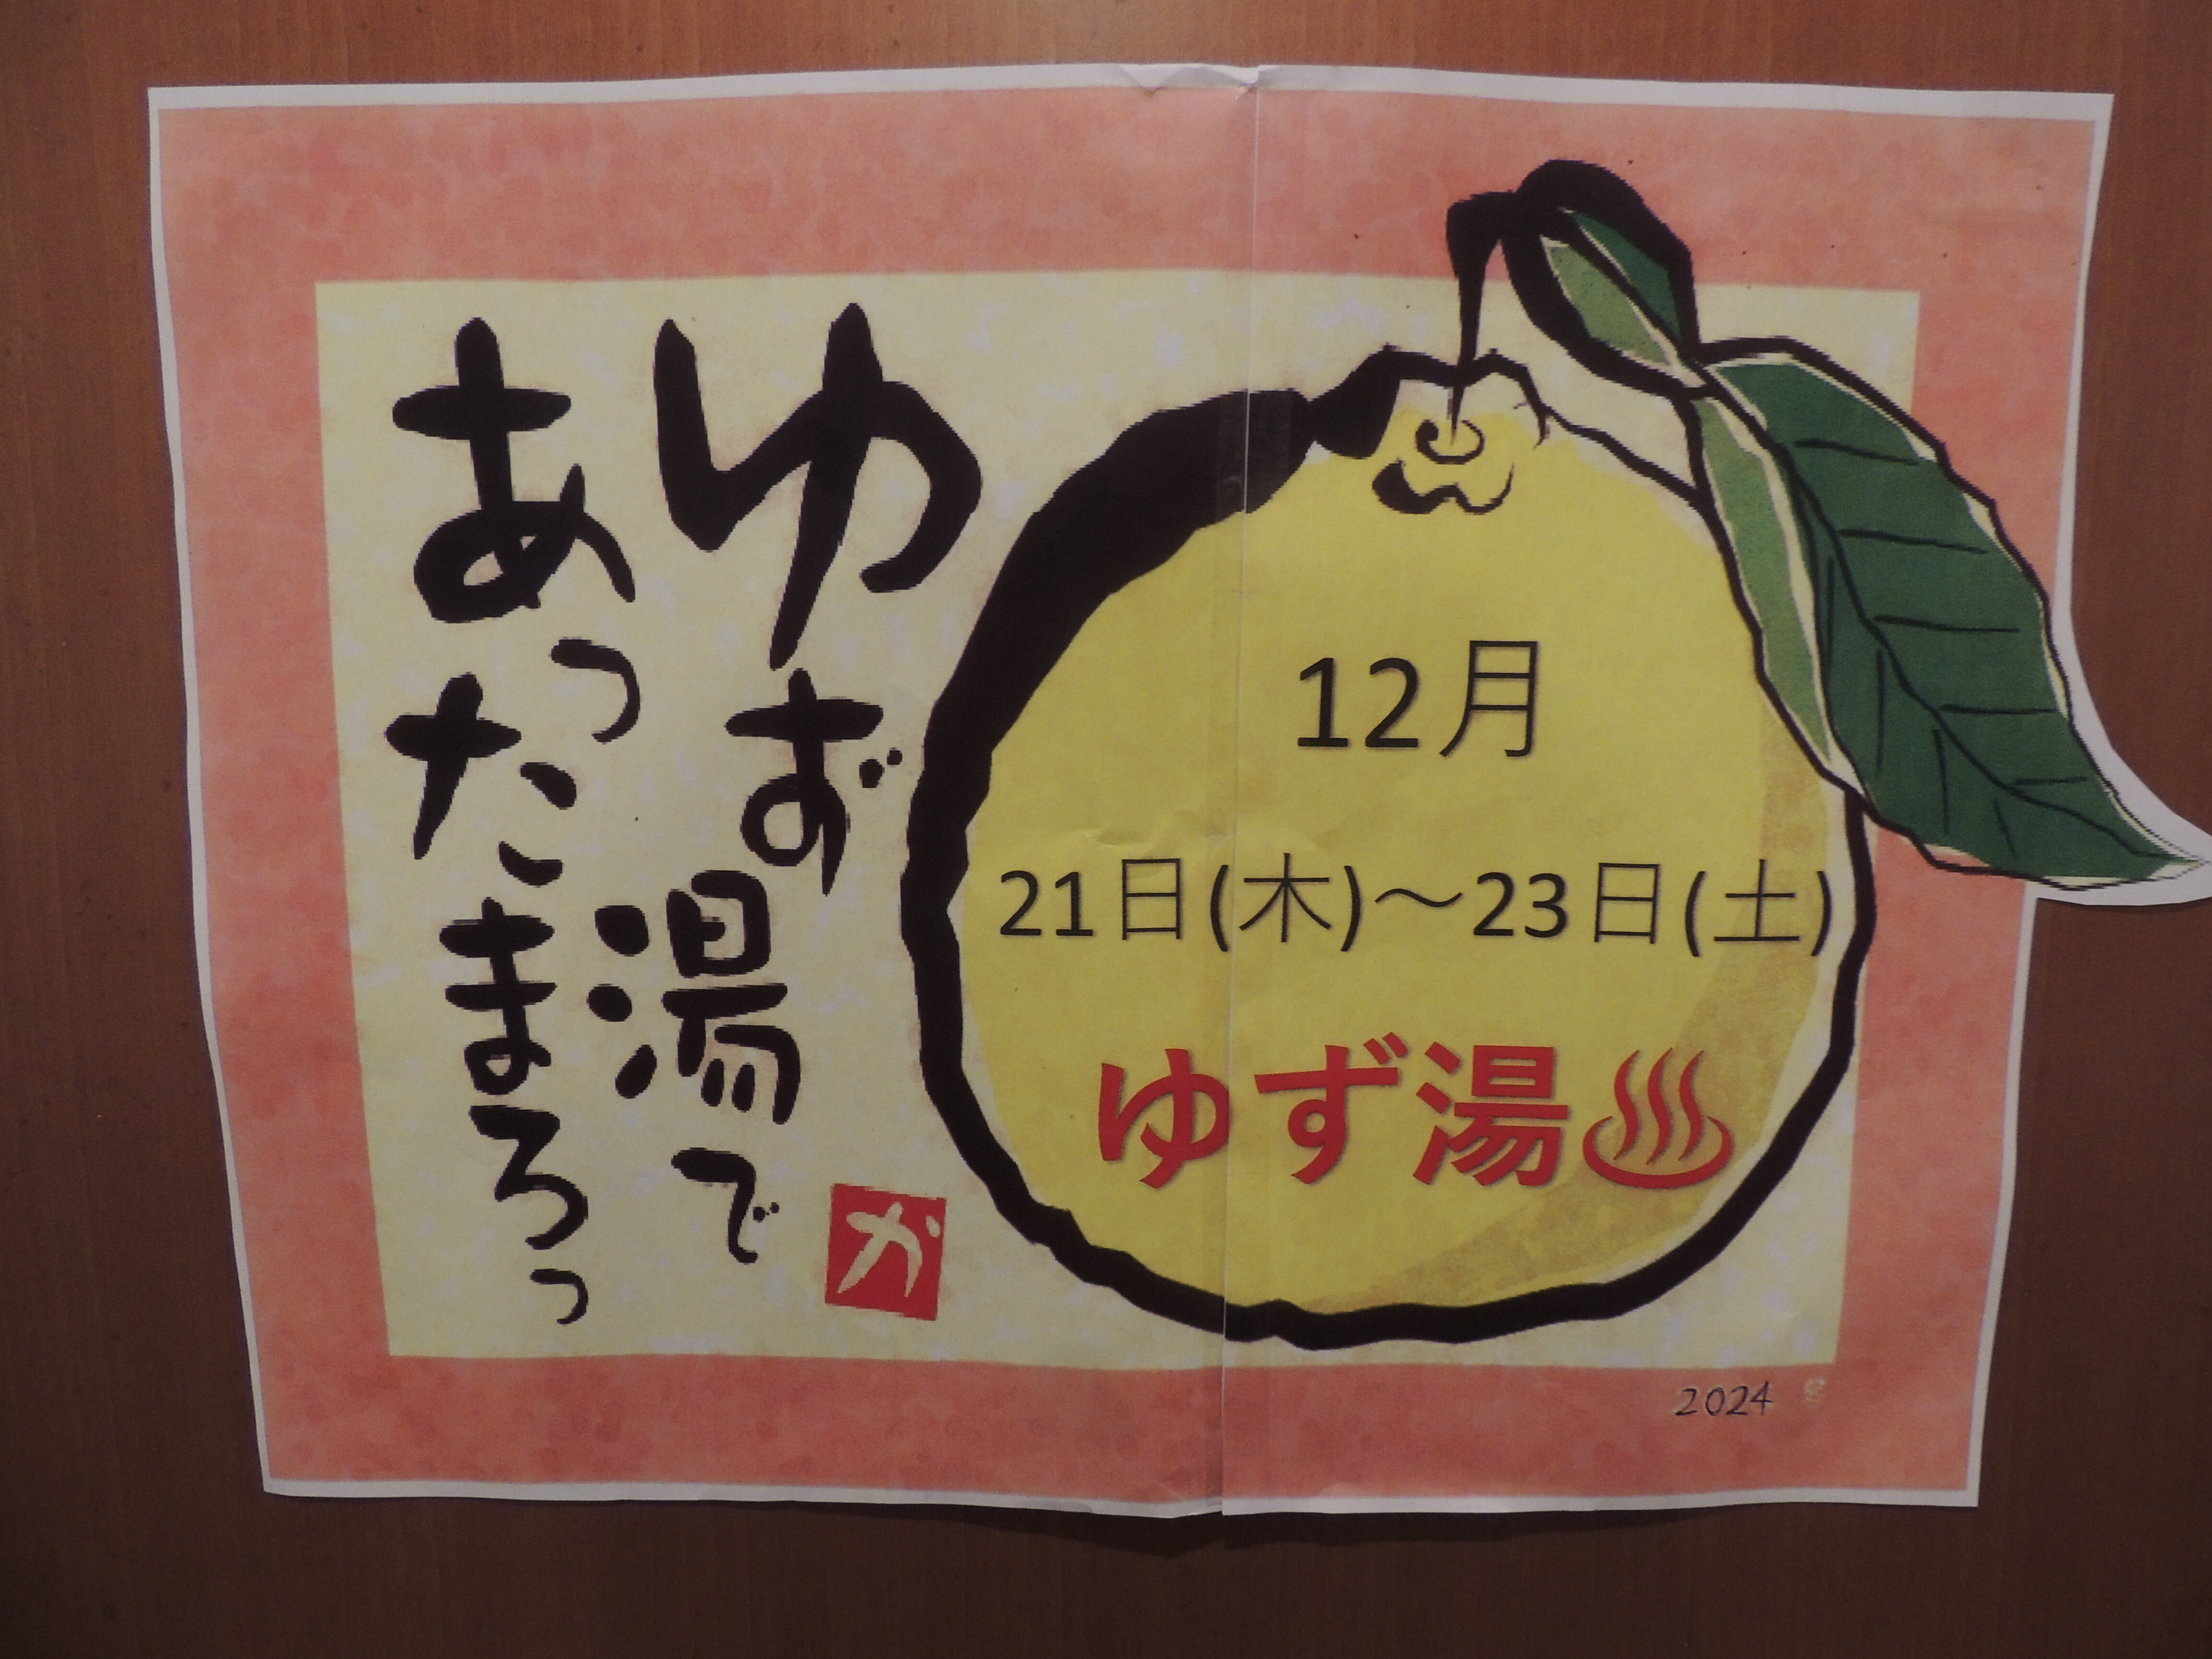 ゆず湯で
あったまろっ
か
12月
21日(木)～23日(土)
ゆず湯♨
2024